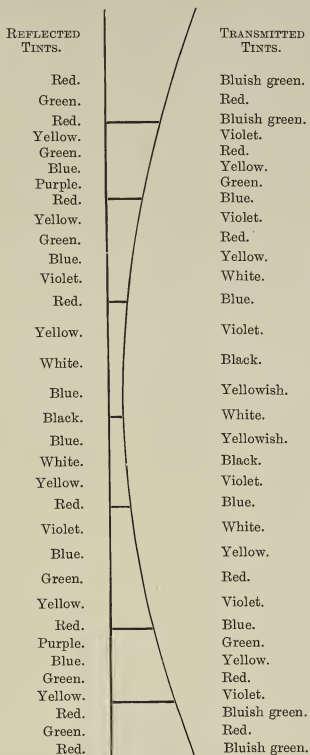 REFLECTED TRANSMITTED
TINTS. TINTS.
Red. Bluish green.
Green. Red.
Red. Bluish green.
Yellow. Violet.
Green. Red.
Blue. Yellow.
Purple. Green.
Red. Blue.
Yellow. Violet.
Green. Red.
Blue. Yellow.
Violet. White.
Red. Blue.
Yellow. Violet.
White. Black.
Blue. Yellowish.
Black. White.
Blue. Yellowish.
White. Black.
Yellow. Violet.
Red. Blue.
Violet. White.
Blue. Yellow.
Green. Red.
Yellow. Violet.
Red. Blue.
Purple. Green.
Blue. Yellow.
Green. Red.
Yellow. Violet.
Red. Bluish green.
Green. Red.
Red. Bluish green.